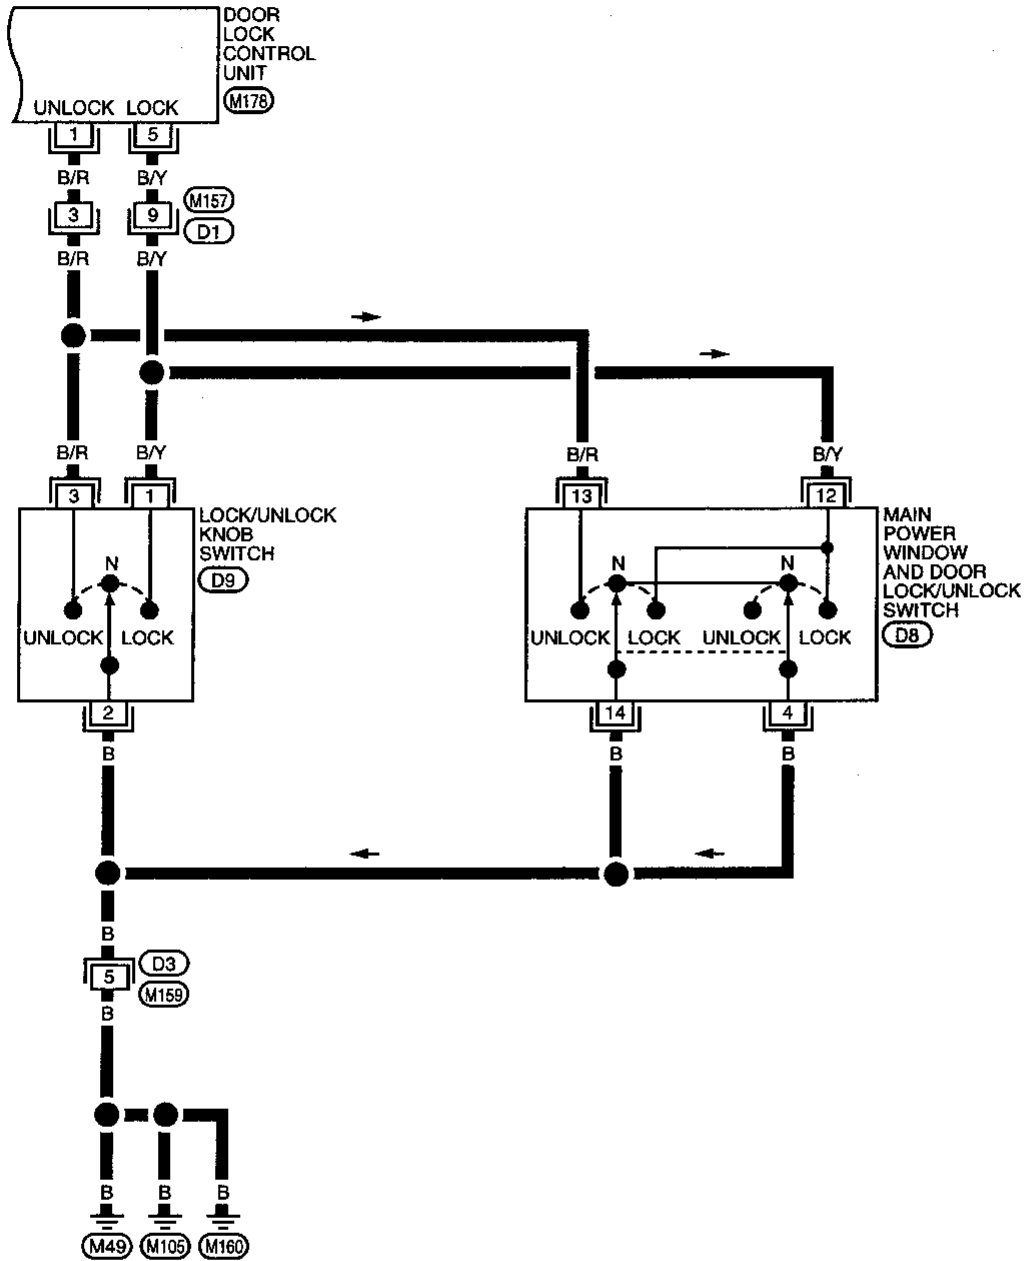 DOOR
LOCK
CONTROL
UNIT
M178
UNLOCK LOCK
1 5
B/R B/Y
M157
3 9
D1
B/R B/Y
B/R B/Y B/R B/Y
3 1 13 12
LOCK/UNLOCK
KNOB
SWITCH
D9
N
UNLOCK LOCK
MAIN
POWER
WINDOW
AND DOOR
LOCK/UNLOCK
SWITCH
D8
N N
UNLOCK LOCK UNLOCK LOCK
2 14 4
B B B
B
D3
5
M159
B
B B B
M49 M105 M160